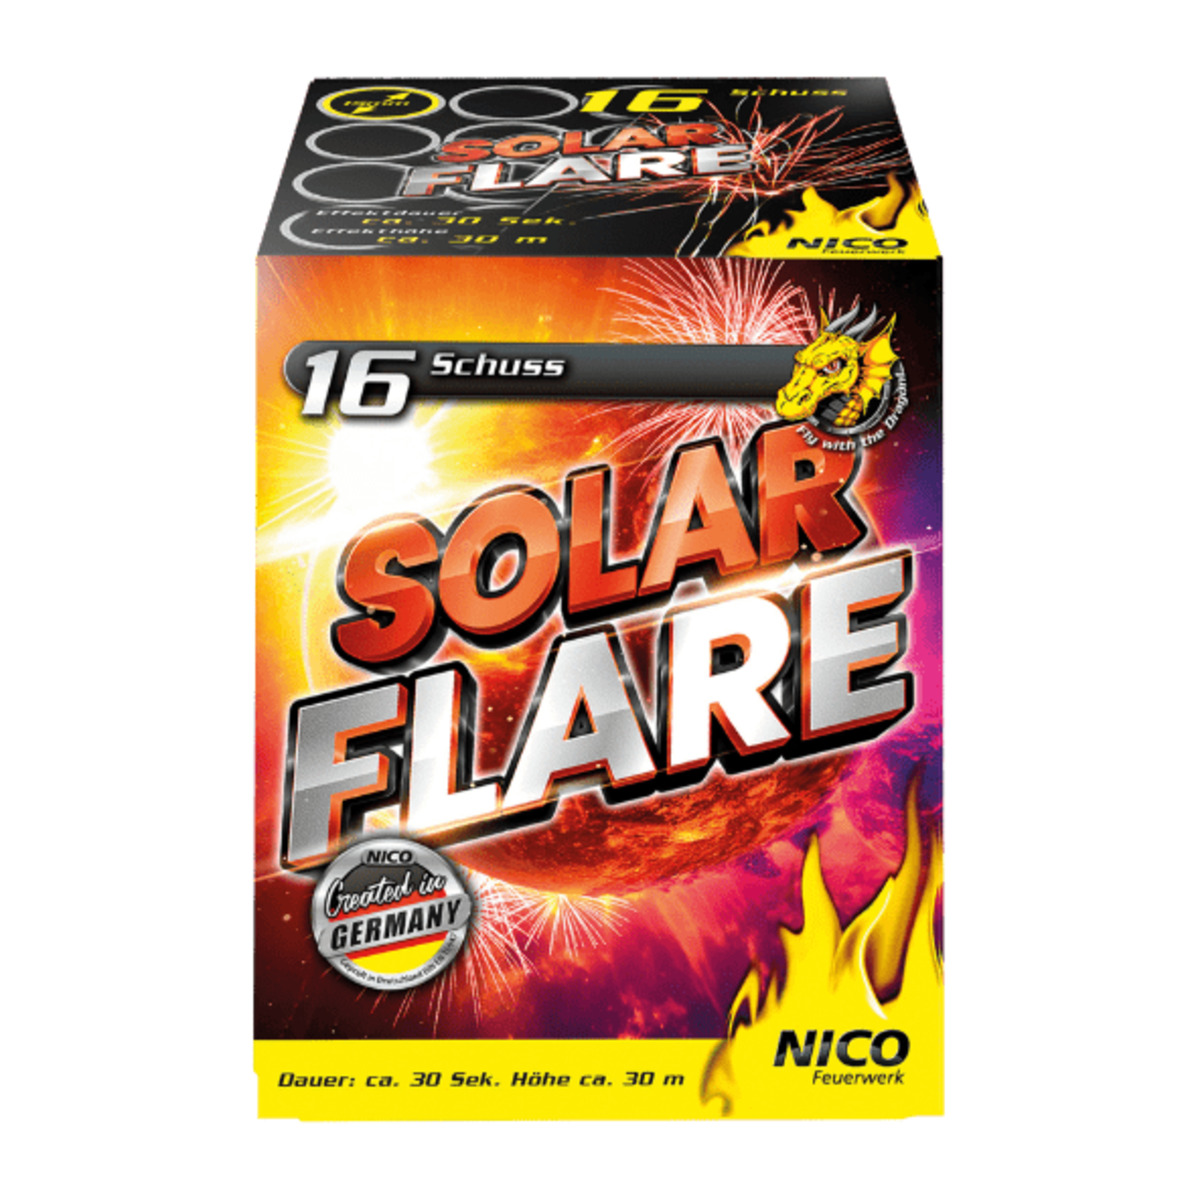 16 Schuss
SOLAR
FLARE
Effektdauer
ca. 30 Sek.
Effekthöhe
ca. 30 m
NICO
Feuerwerk
16 Schuss
Fly with the Dragon!
SOLAR
FLARE
NICO
Created in
GERMANY
Dauer: ca. 30 Sek. Höhe ca. 30 m
NICO
Feuerwerk